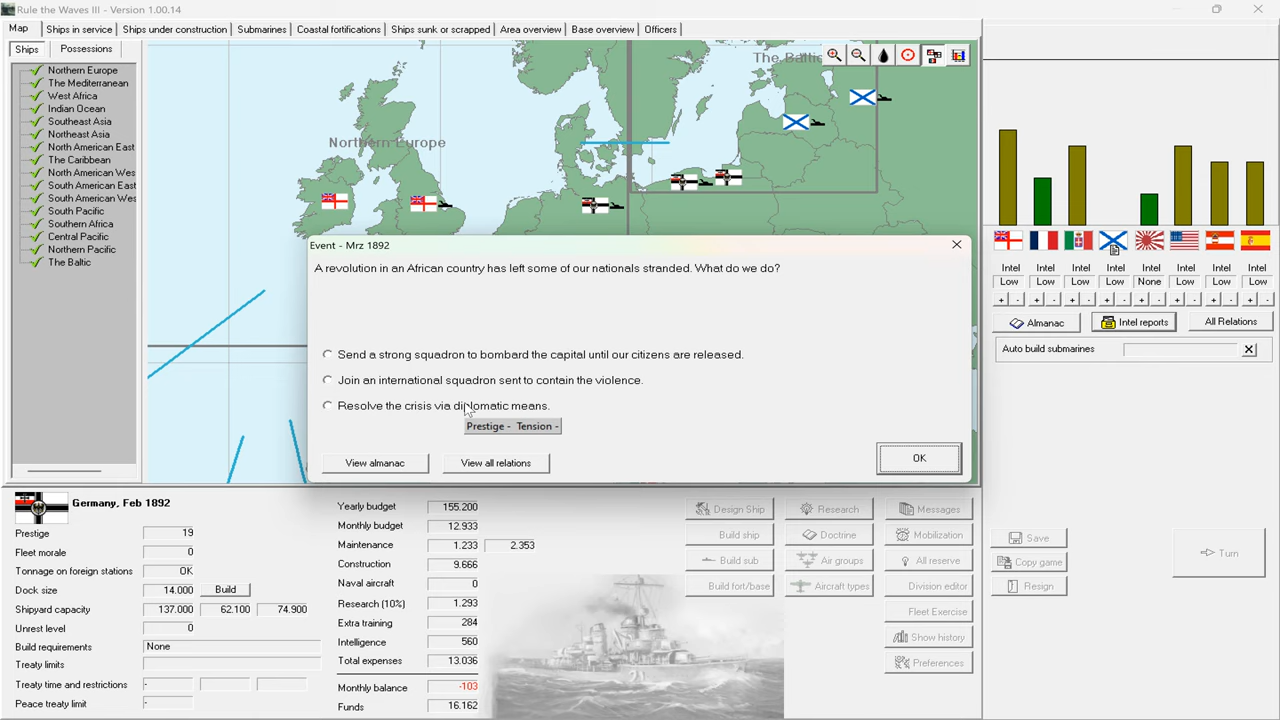 Rule the Waves III - Version 1.00.14
Map Ships in service Ships under construction Submarines Coastal fortifications Ships sunk or scrapped Area overview Base overview Officers
Ships Possessions
Northern Europe
The Mediterranean
West Africa
Indian Ocean
Southeast Asia
Northeast Asia
North American East
The Caribbean
North American Wes
South American East
South American Wes
South Pacific
Southern Africa
Central Pacific
Northern Pacific
The Baltic
The Baltic
Northern Europe
Event - Mrz 1892
A revolution in an African country has left some of our nationals stranded. What do we do?
Send a strong squadron to bombard the capital until our citizens are released.
Join an international squadron sent to contain the violence.
Resolve the crisis via diplomatic means.
Prestige - Tension -
View almanac View all relations OK
Intel Intel Intel Intel Intel Intel Intel Intel
Low Low Low Low None Low Low Low
+ - + - + - + - + - + - + - + -
Almanac Intel reports All Relations
Auto build submarines
Germany, Feb 1892
Prestige 19
Fleet morale 0
Tonnage on foreign stations OK
Dock size 14.000 Build
Shipyard capacity 137.000 62.100 74.900
Unrest level 0
Build requirements None
Treaty limits
Treaty time and restrictions -
Peace treaty limit -
Yearly budget 155.200
Monthly budget 12.933
Maintenance 1.233 2.353
Construction 9.666
Naval aircraft 0
Research (10%) 1.293
Extra training 284
Intelligence 560
Total expenses 13.036
Monthly balance -103
Funds 16.162
Design Ship Research Messages
Build ship Doctrine Mobilization
Build sub Air groups All reserve
Build fort/base Aircraft types Division editor
Fleet Exercise
Show history
Preferences
Save
Copy game
Resign
Turn